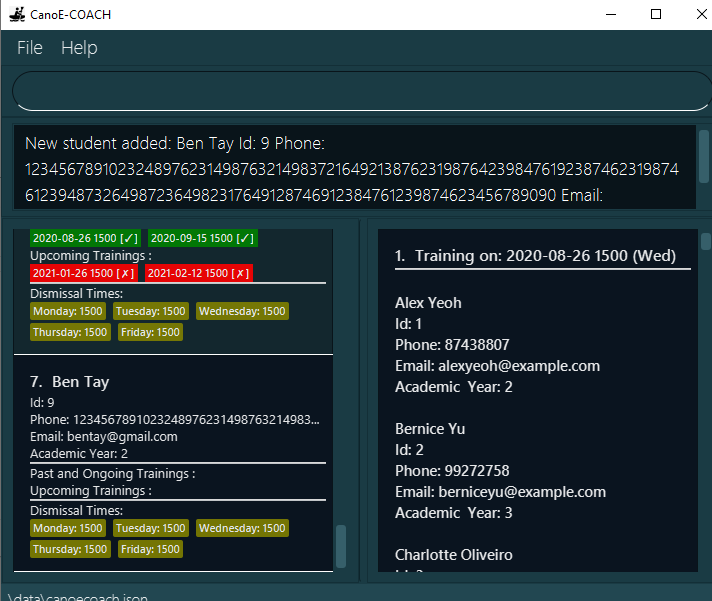 CanoE-COACH
File Help
New student added: Ben Tay Id: 9 Phone:
1234567891023248976231498763214983721649213876231987642398476192387462319874
6123948732649872364982317649128746912384761239874623456789090 Email:
2020-08-26 1500 [✓] 2020-09-15 1500 [✓]
Upcoming Trainings :
2021-01-26 1500 [✗] 2021-02-12 1500 [✗]
Dismissal Times:
Monday: 1500 Tuesday: 1500 Wednesday: 1500
Thursday: 1500 Friday: 1500
7. Ben Tay
Id: 9
Phone: 1234567891023248976231498763214983...
Email: bentay@gmail.com
Academic Year: 2
Past and Ongoing Trainings :
Upcoming Trainings :
Dismissal Times:
Monday: 1500 Tuesday: 1500 Wednesday: 1500
Thursday: 1500 Friday: 1500
1. Training on: 2020-08-26 1500 (Wed)
Alex Yeoh
Id: 1
Phone: 87438807
Email: alexyeoh@example.com
Academic Year: 2
Bernice Yu
Id: 2
Phone: 99272758
Email: berniceyu@example.com
Academic Year: 3
Charlotte Oliveiro
\data\canoecoach.json